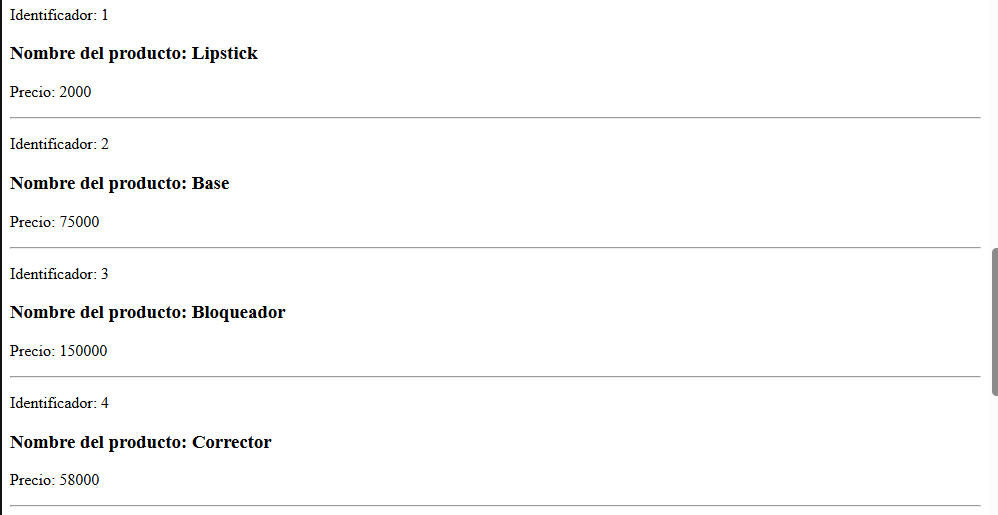 Identificador: 1
Nombre del producto: Lipstick
Precio: 2000
Identificador: 2
Nombre del producto: Base
Precio: 75000
Identificador: 3
Nombre del producto: Bloqueador
Precio: 150000
Identificador: 4
Nombre del producto: Corrector
Precio: 58000